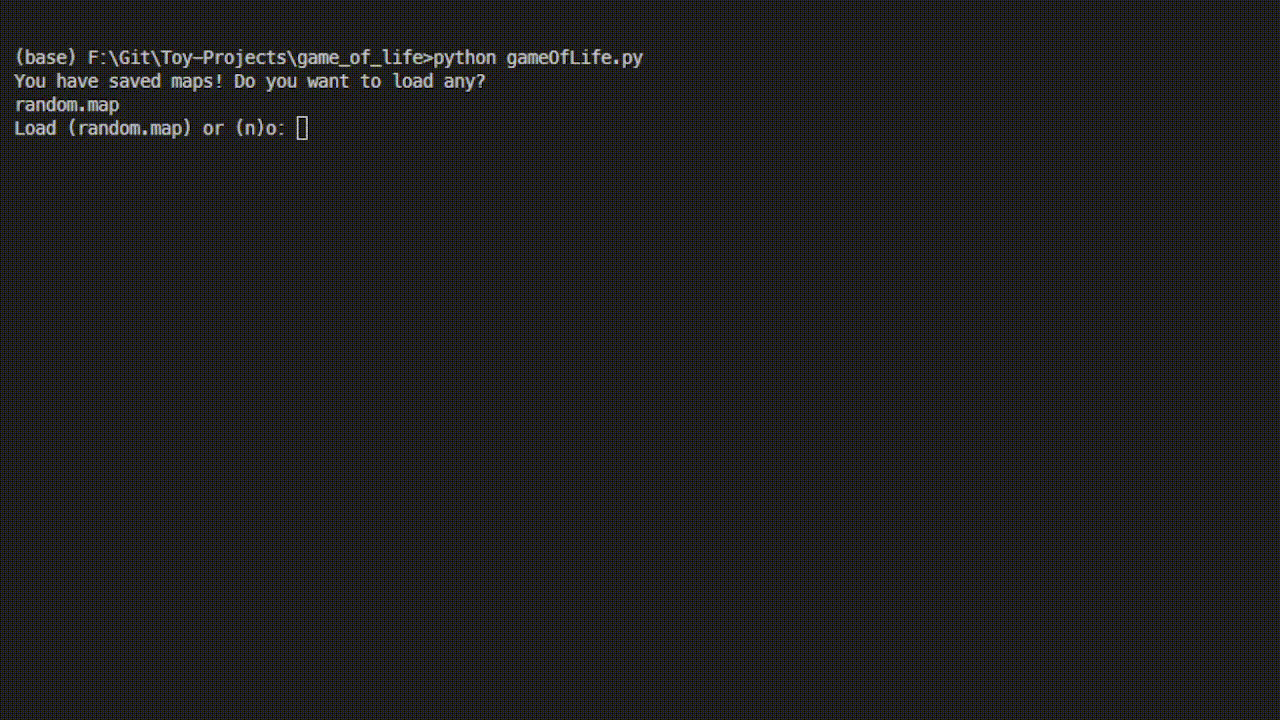 (base) F:\Git\Toy-Projects\game_of_life>python gameOfLife.py
You have saved maps! Do you want to load any?
random.map
Load (random.map) or (n)o: